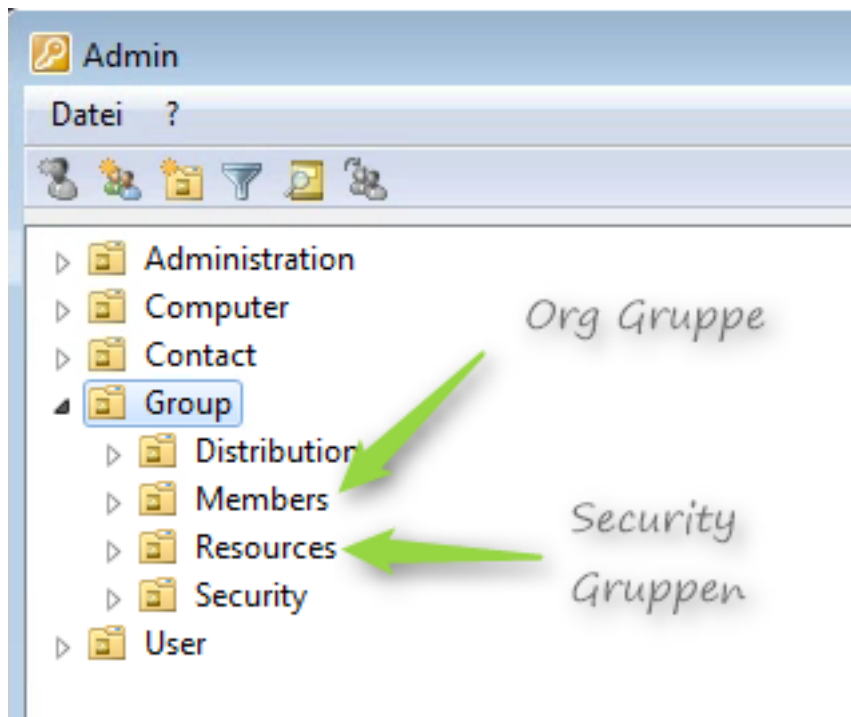 Admin
Datei ?
Administration
Computer
Org Gruppe
Contact
Group
Distribution
Members
Security
Resources
Gruppen
Security
User